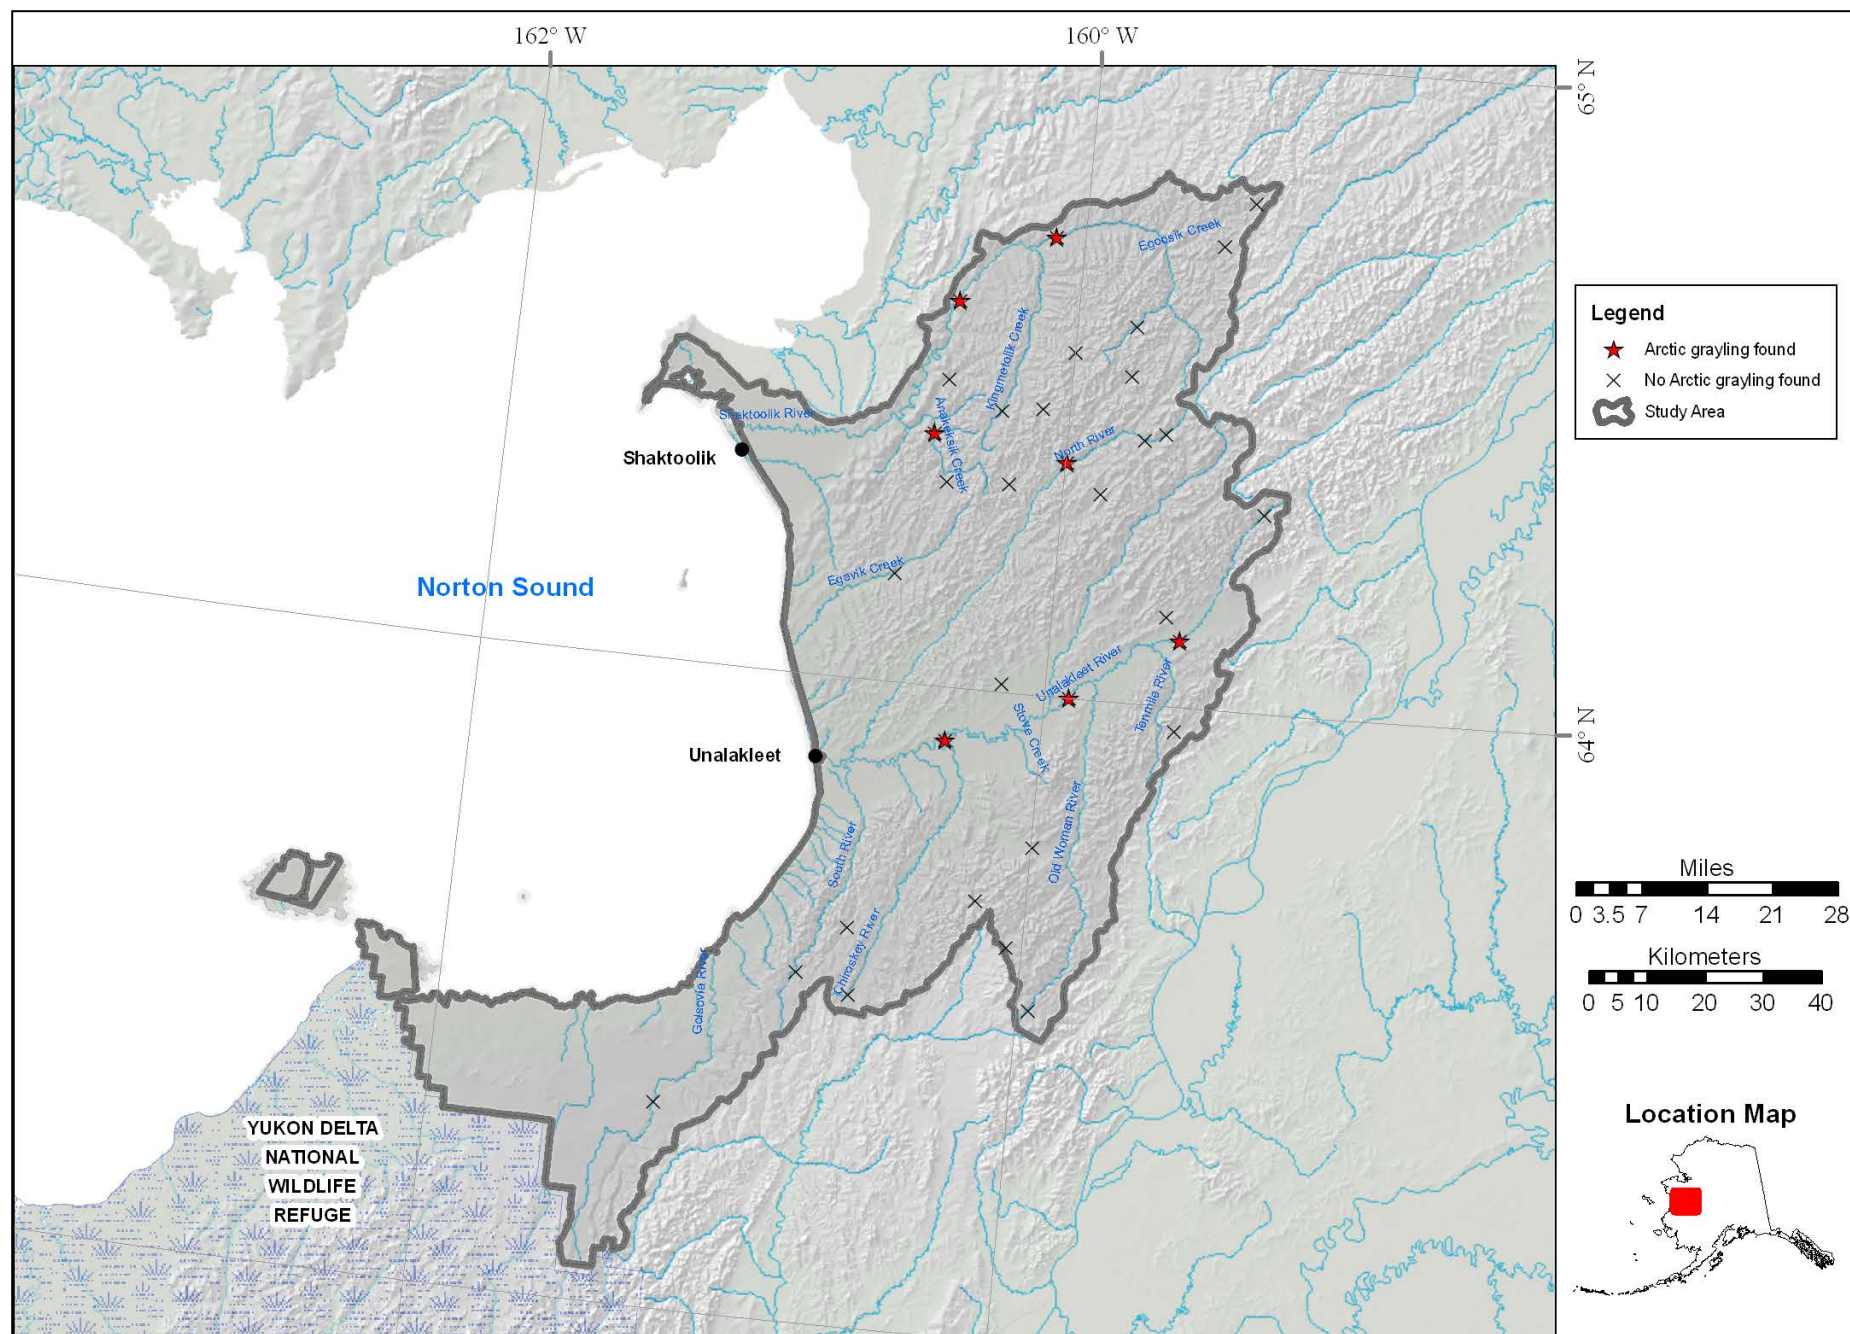 162° W
160° W
65° N
Egoosik Creek
Kingmetolik Creek
Legend
Arctic grayling found
No Arctic grayling found
Study Area
Shaktoolik River
Anakeksik Creek
North River
Shaktoolik
Egavik Creek
Norton Sound
Unalakleet River
Tenmile River
Stove Creek
64° N
Unalakleet
Old Woman River
South River
Chiroskey River
Golsovia River
Miles
0 3.5 7 14 21 28
Kilometers
0 5 10 20 30 40
YUKON DELTA
NATIONAL
WILDLIFE
REFUGE
Location Map